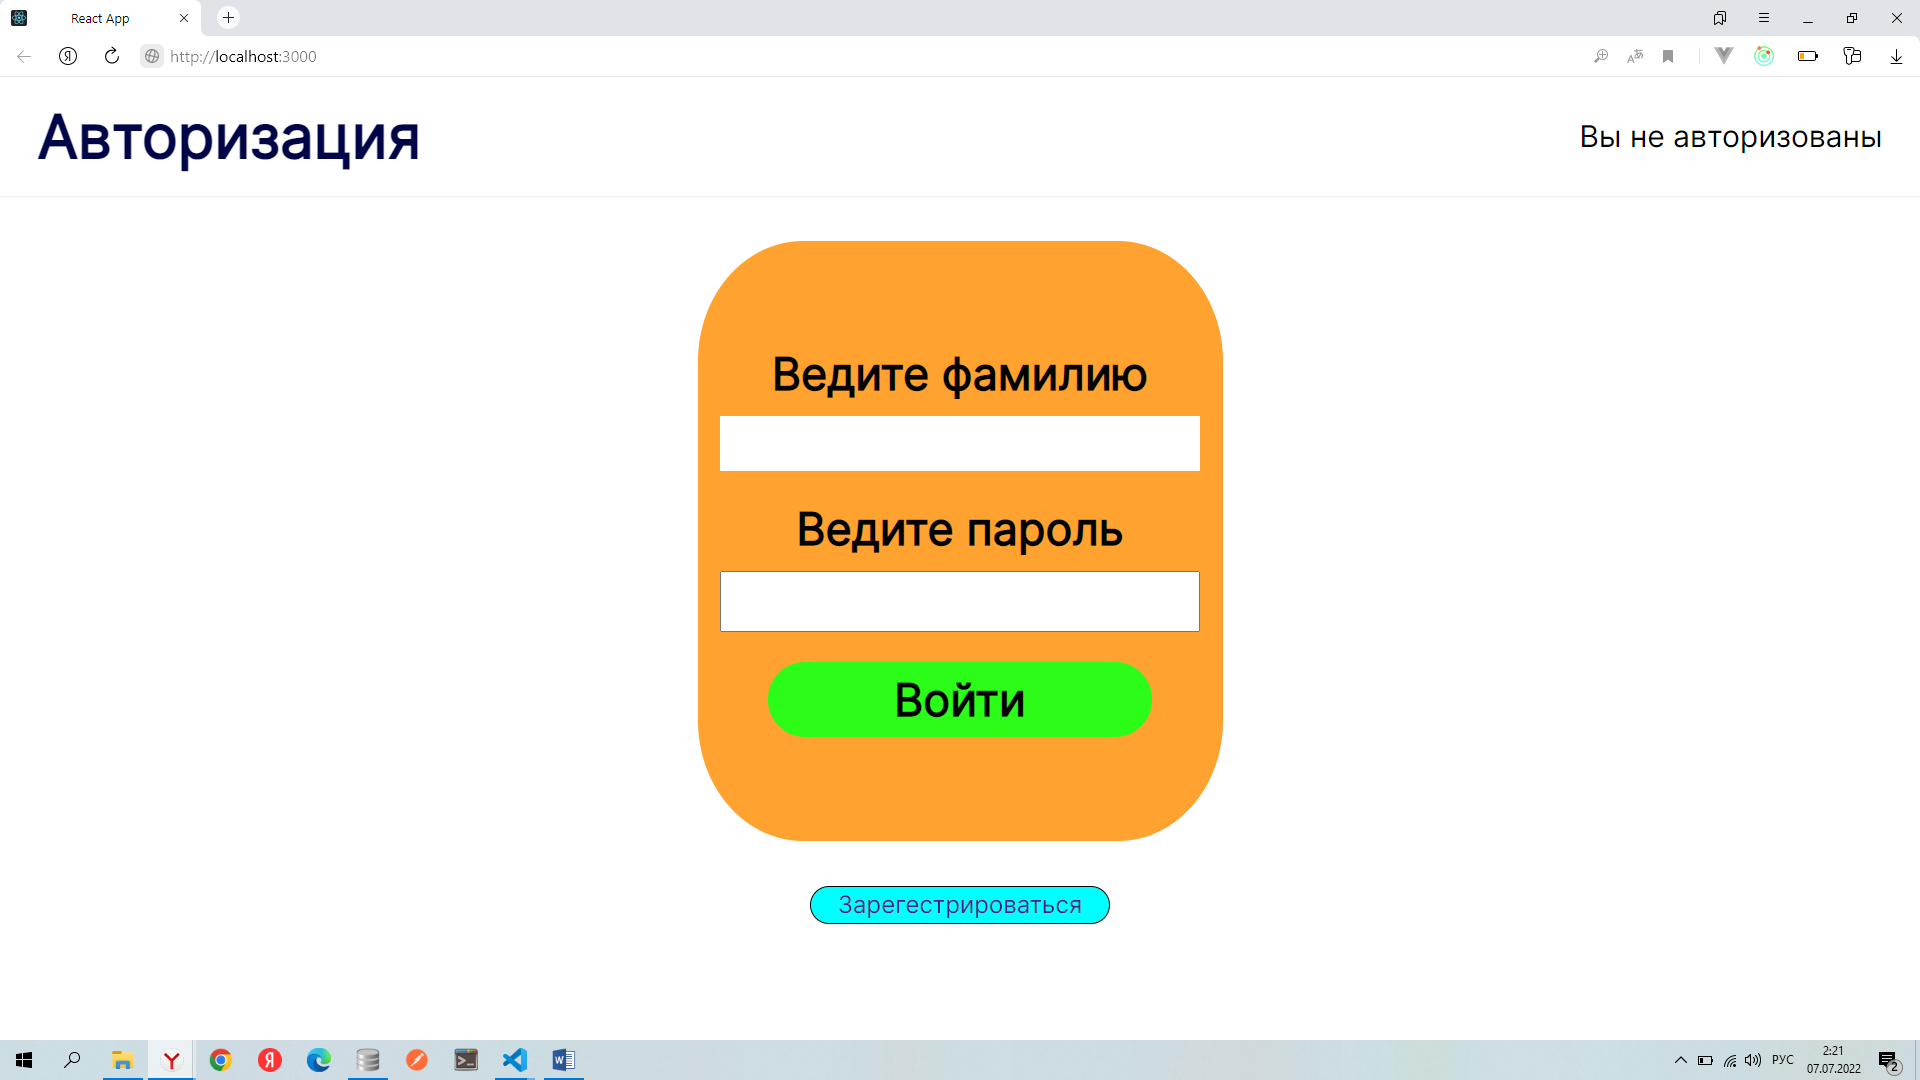 React App
http://localhost:3000
Авторизация
Вы не авторизованы
Ведите фамилию
Ведите пароль
Войти
Зарегестрироваться
РУС
2:21
07.07.2022
2